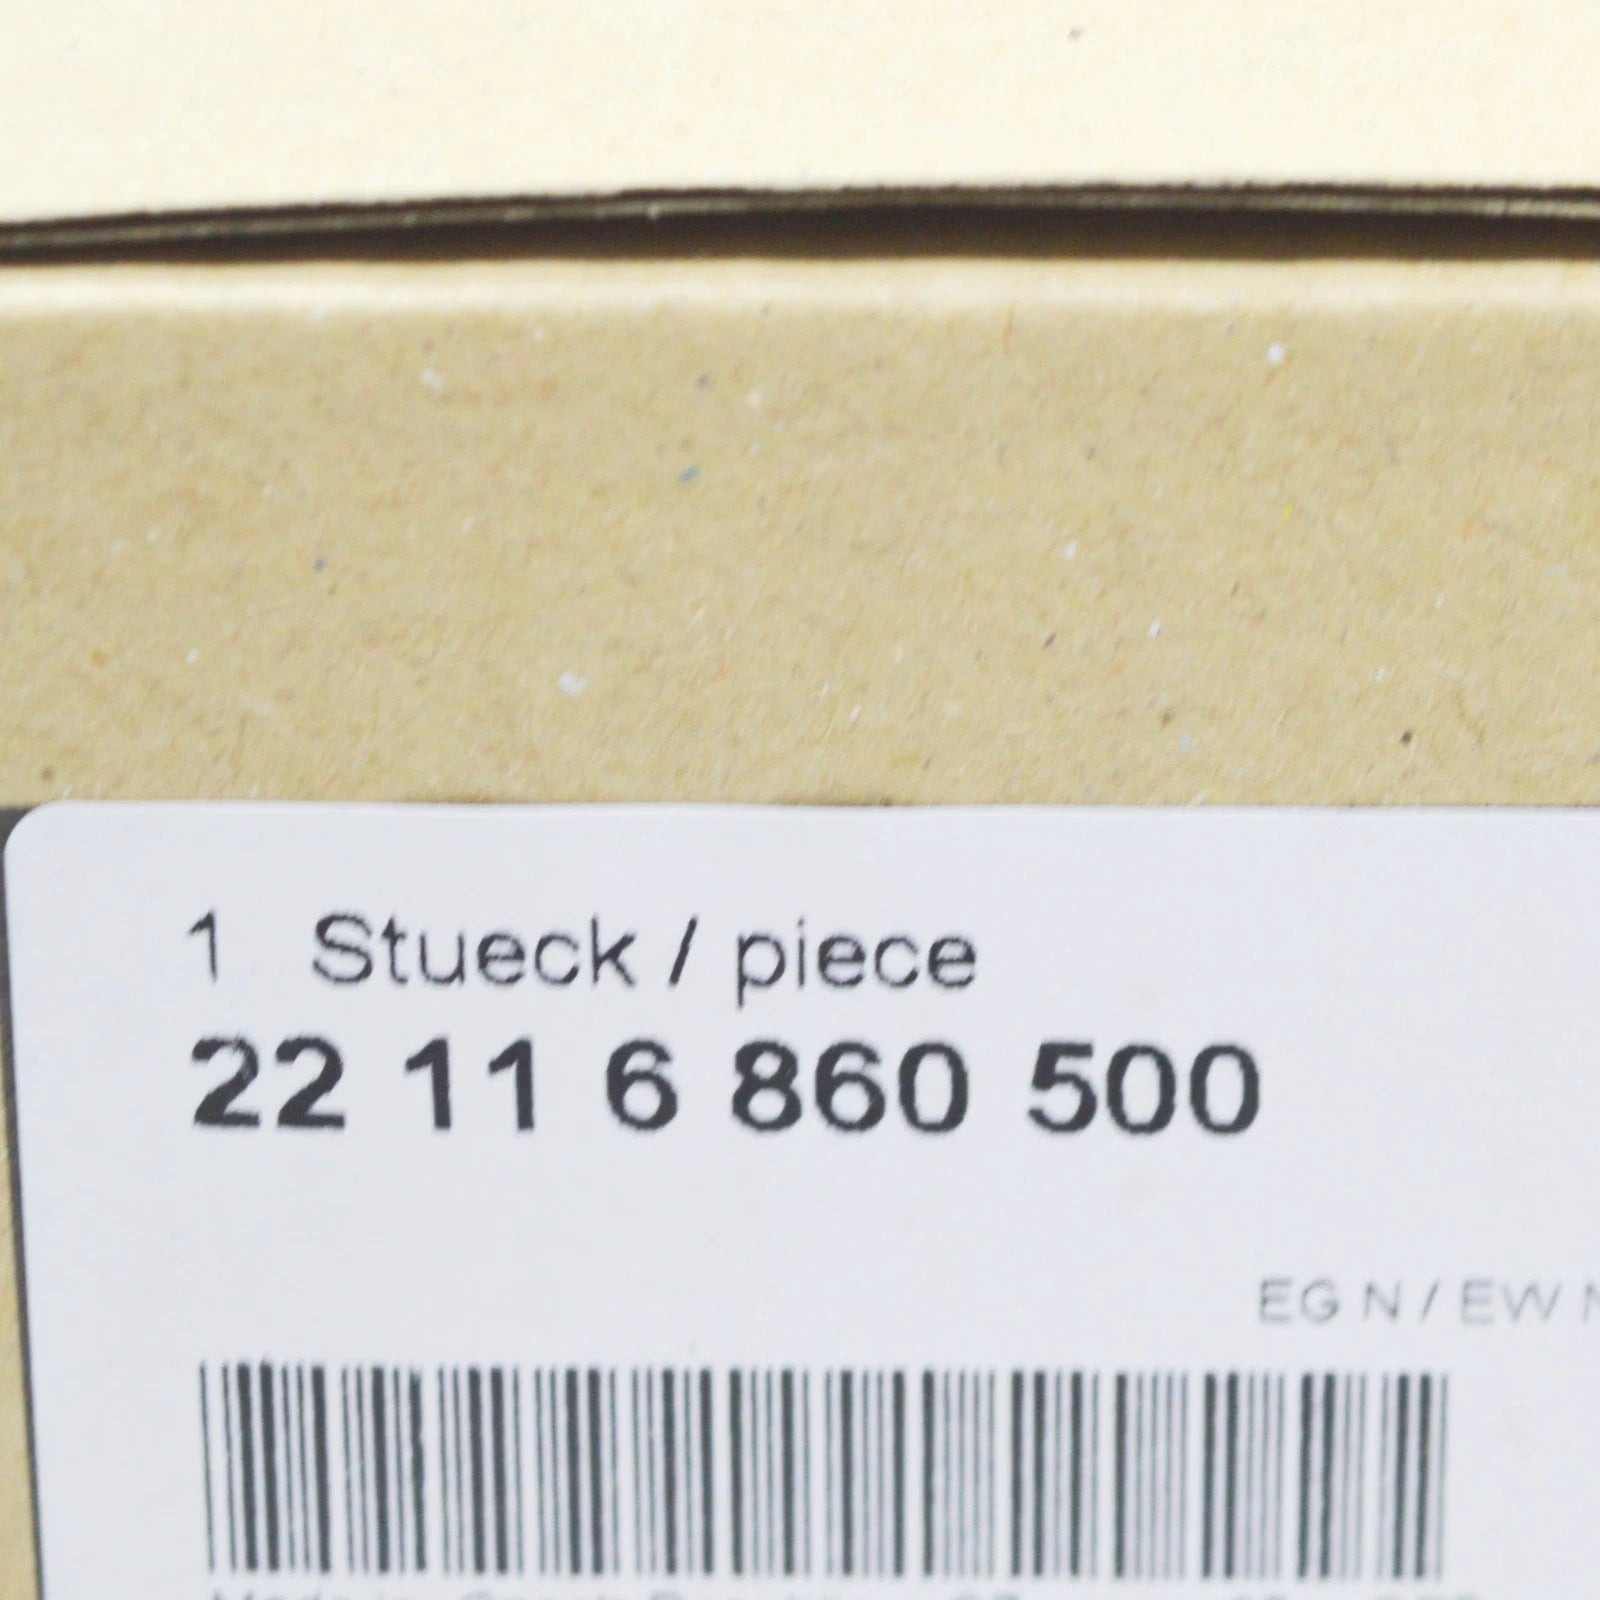 1 Stueck / piece
22 11 6 860 500
EG N / EW